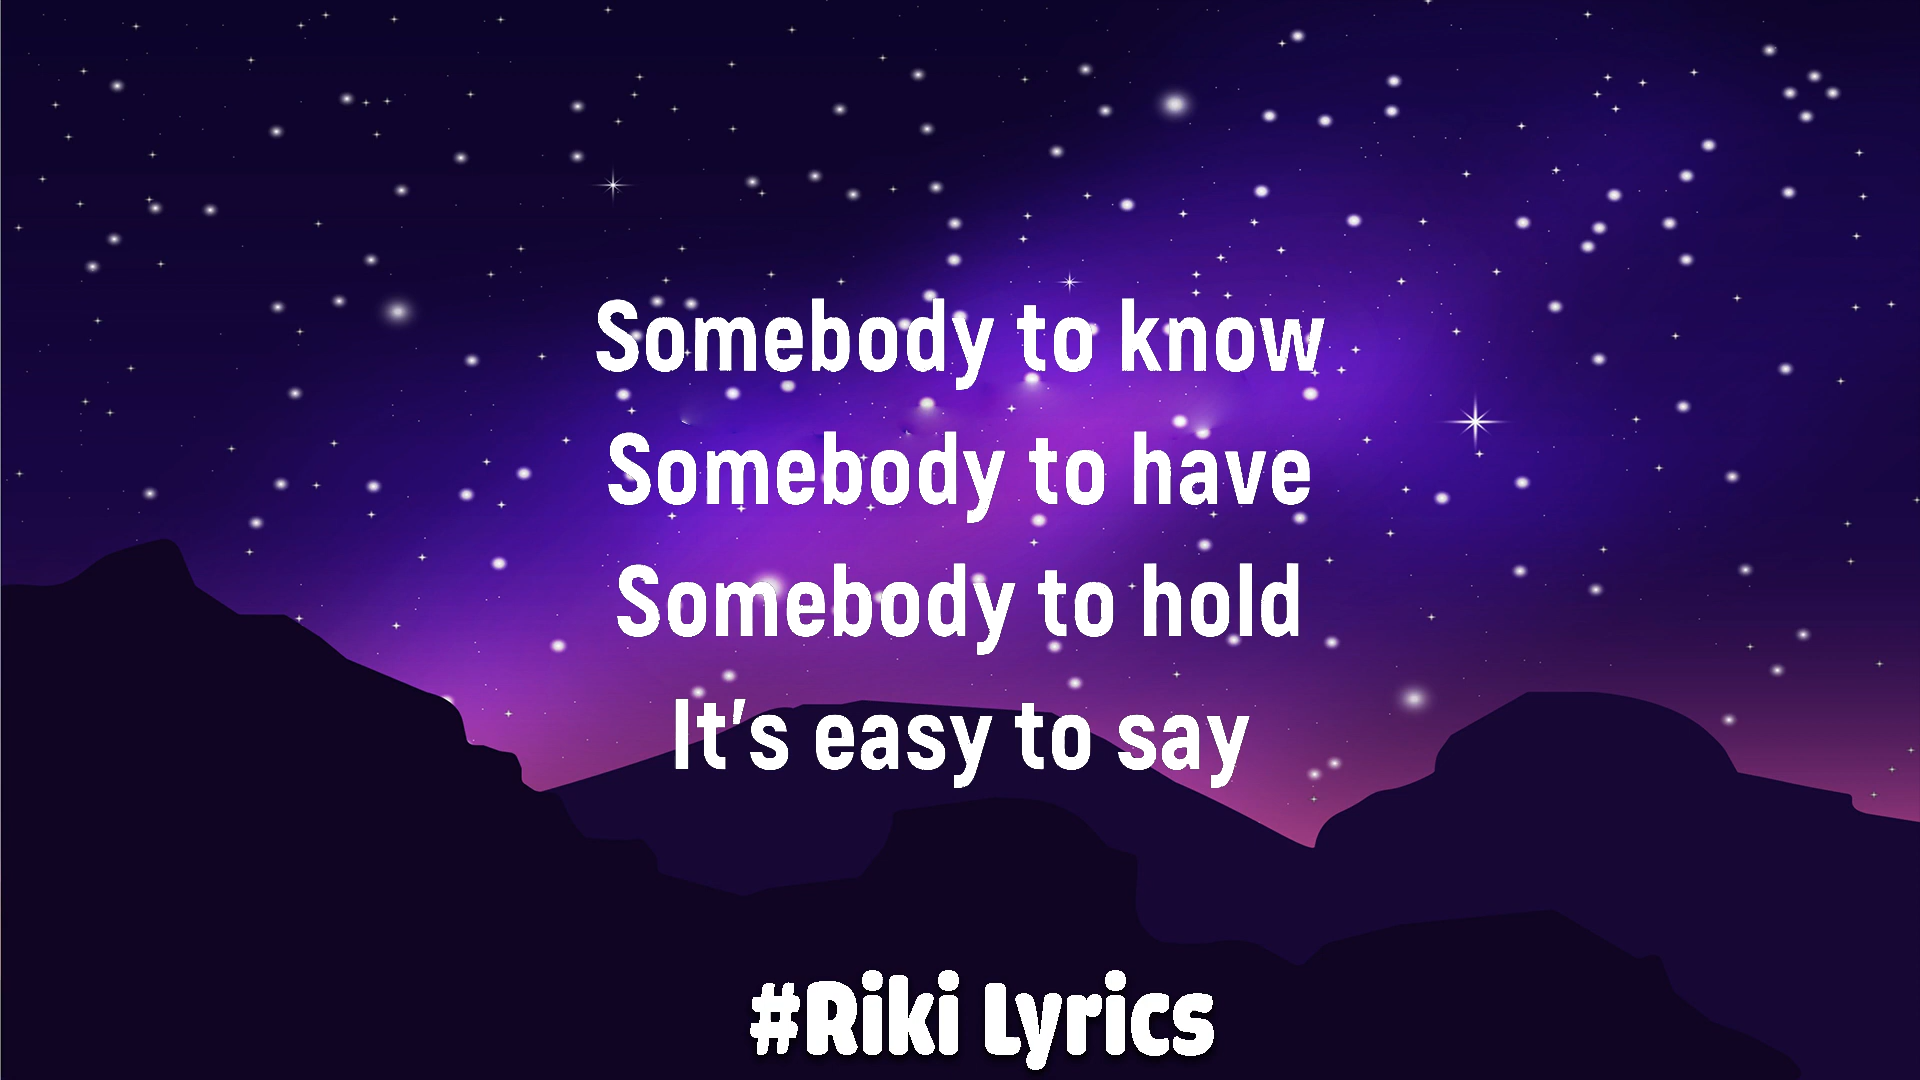 Somebody to know
Somebody to have
Somebody to hold
It's easy to say
#Riki Lyrics